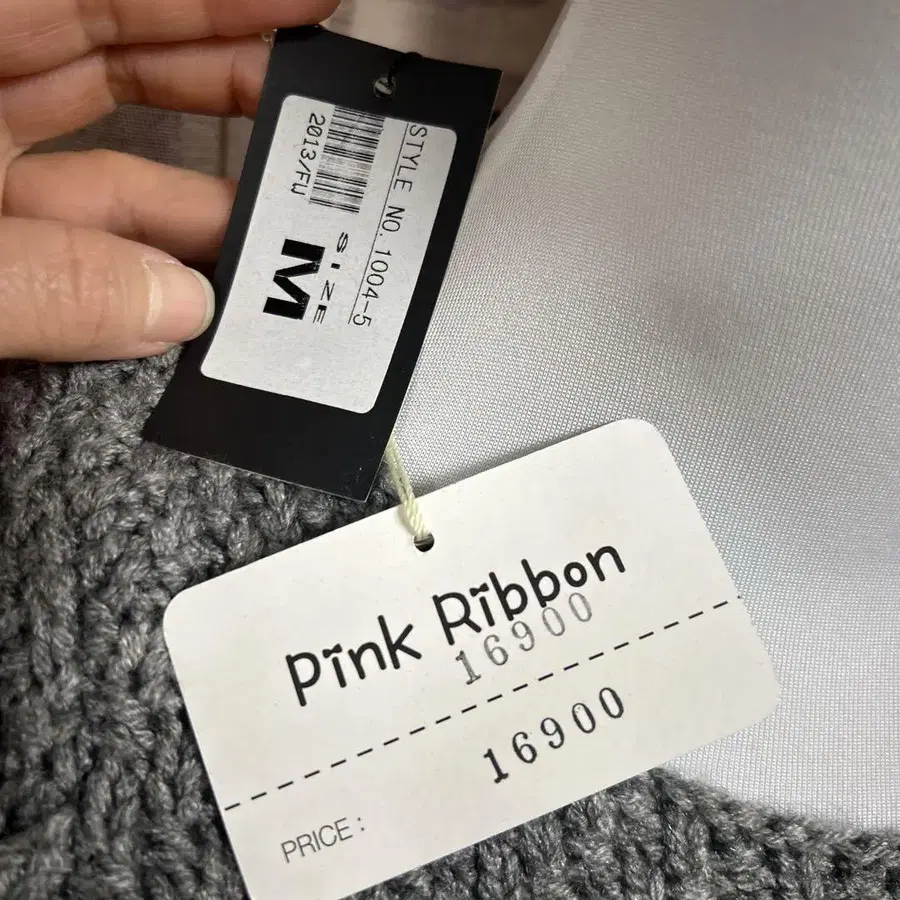 STYLE NO. 1004-5
2013/FW
SIZE
M
Pink Ribbon
16900
16900
PRICE :